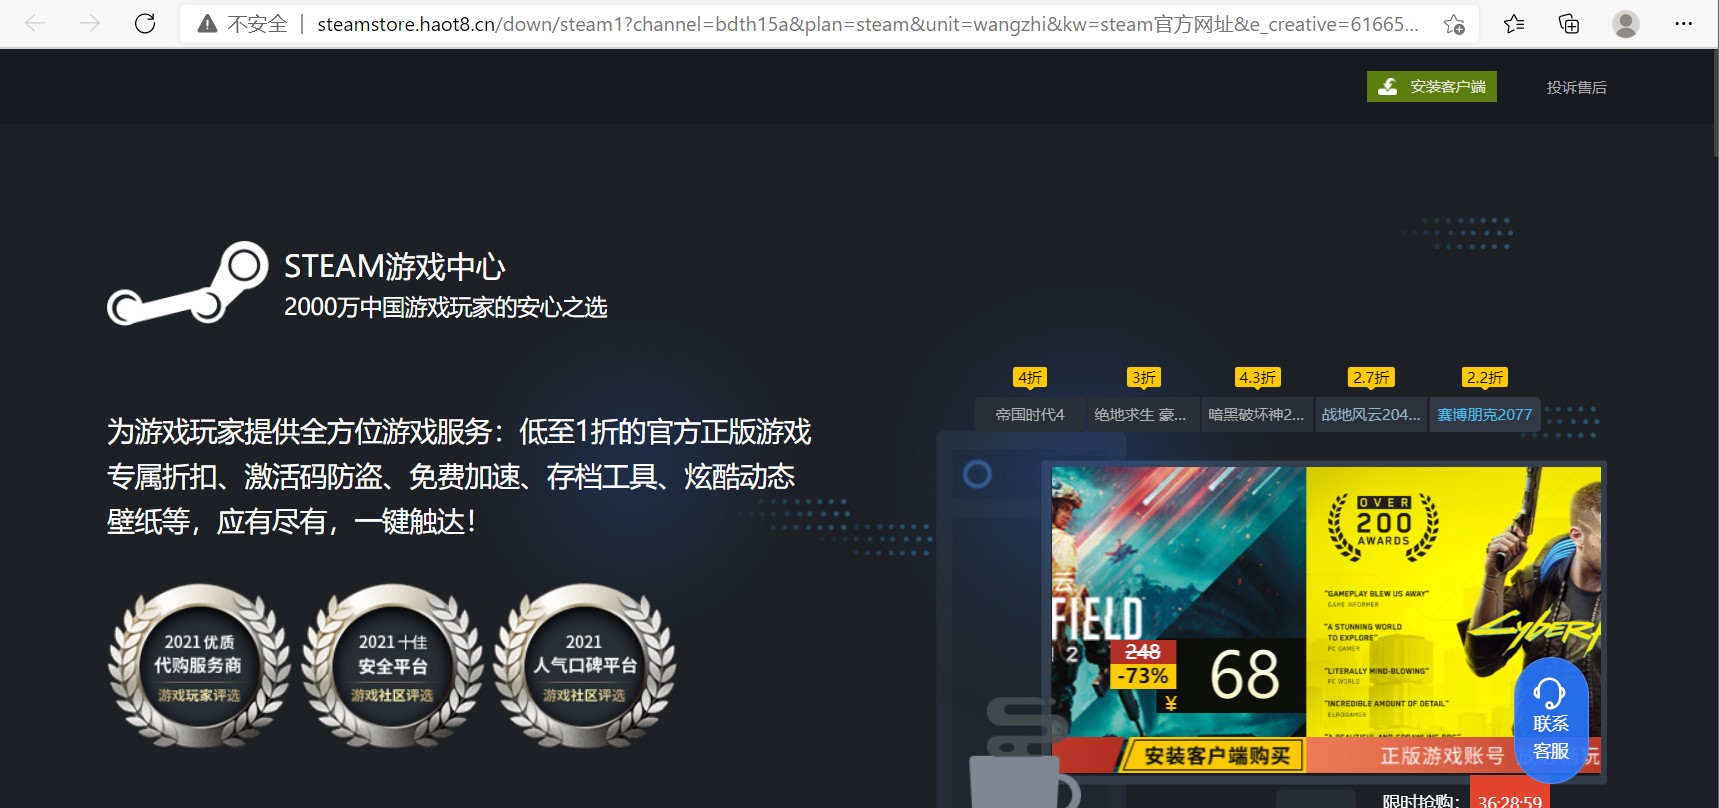 不安全 | steamstore.haot8.cn/down/steam1?channel=bdth15a&plan=steam&unit=wangzhi&kw=steam官方网址&e_creative=61665...
安装客户端
投诉售后
STEAM游戏中心
2000万中国游戏玩家的安心之选
4折
3折
4.3折
2.7折
2.2折
帝国时代4
绝地求生 豪...
暗黑破坏神2...
战地风云204...
赛博朋克2077
为游戏玩家提供全方位游戏服务：低至1折的官方正版游戏
专属折扣、激活码防盗、免费加速、存档工具、炫酷动态
壁纸等，应有尽有，一键触达！
2021 优质
代购服务商
游戏玩家评选
2021 十佳
安全平台
游戏社区评选
2021
人气口碑平台
游戏社区评选
FIELD
2
248
-73%
¥
68
OVER
200
AWARDS
"GAMEPLAY BLEW US AWAY"
GAME INFORMER
"A STUNNING WORLD
TO EXPLORE"
PC GAMER
"LITERALLY MIND-BLOWING"
PC WORLD
"INCREDIBLE AMOUNT OF DETAIL"
EUROGAMER
CYBER
安装客户端购买
正版游戏账号
玩
联系
客服
限时抢购：
36:28:59